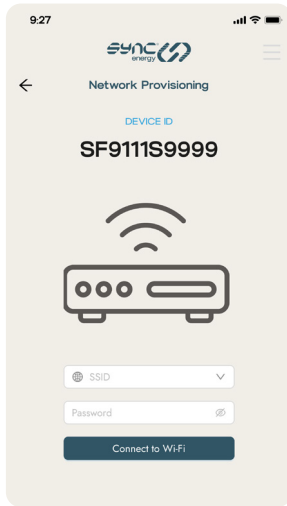 9:27
SYNC
energy
Network Provisioning
DEVICE ID
SF9111S9999
SSID
Password
Connect to Wi-Fi